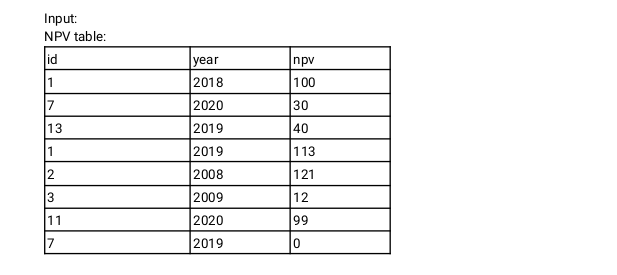 Input:
NPV table:
id year npv
1 2018 100
7 2020 30
13 2019 40
1 2019 113
2 2008 121
3 2009 12
11 2020 99
7 2019 0